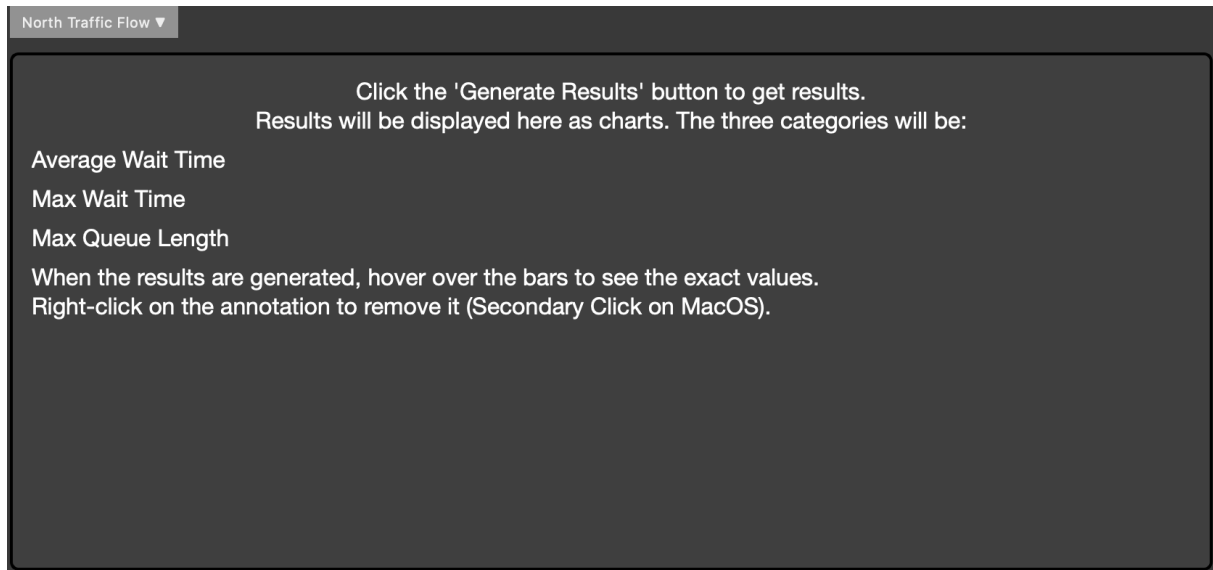 North Traffic Flow ▼
Click the 'Generate Results' button to get results.
Results will be displayed here as charts. The three categories will be:
Average Wait Time
Max Wait Time
Max Queue Length
When the results are generated, hover over the bars to see the exact values.
Right-click on the annotation to remove it (Secondary Click on MacOS).